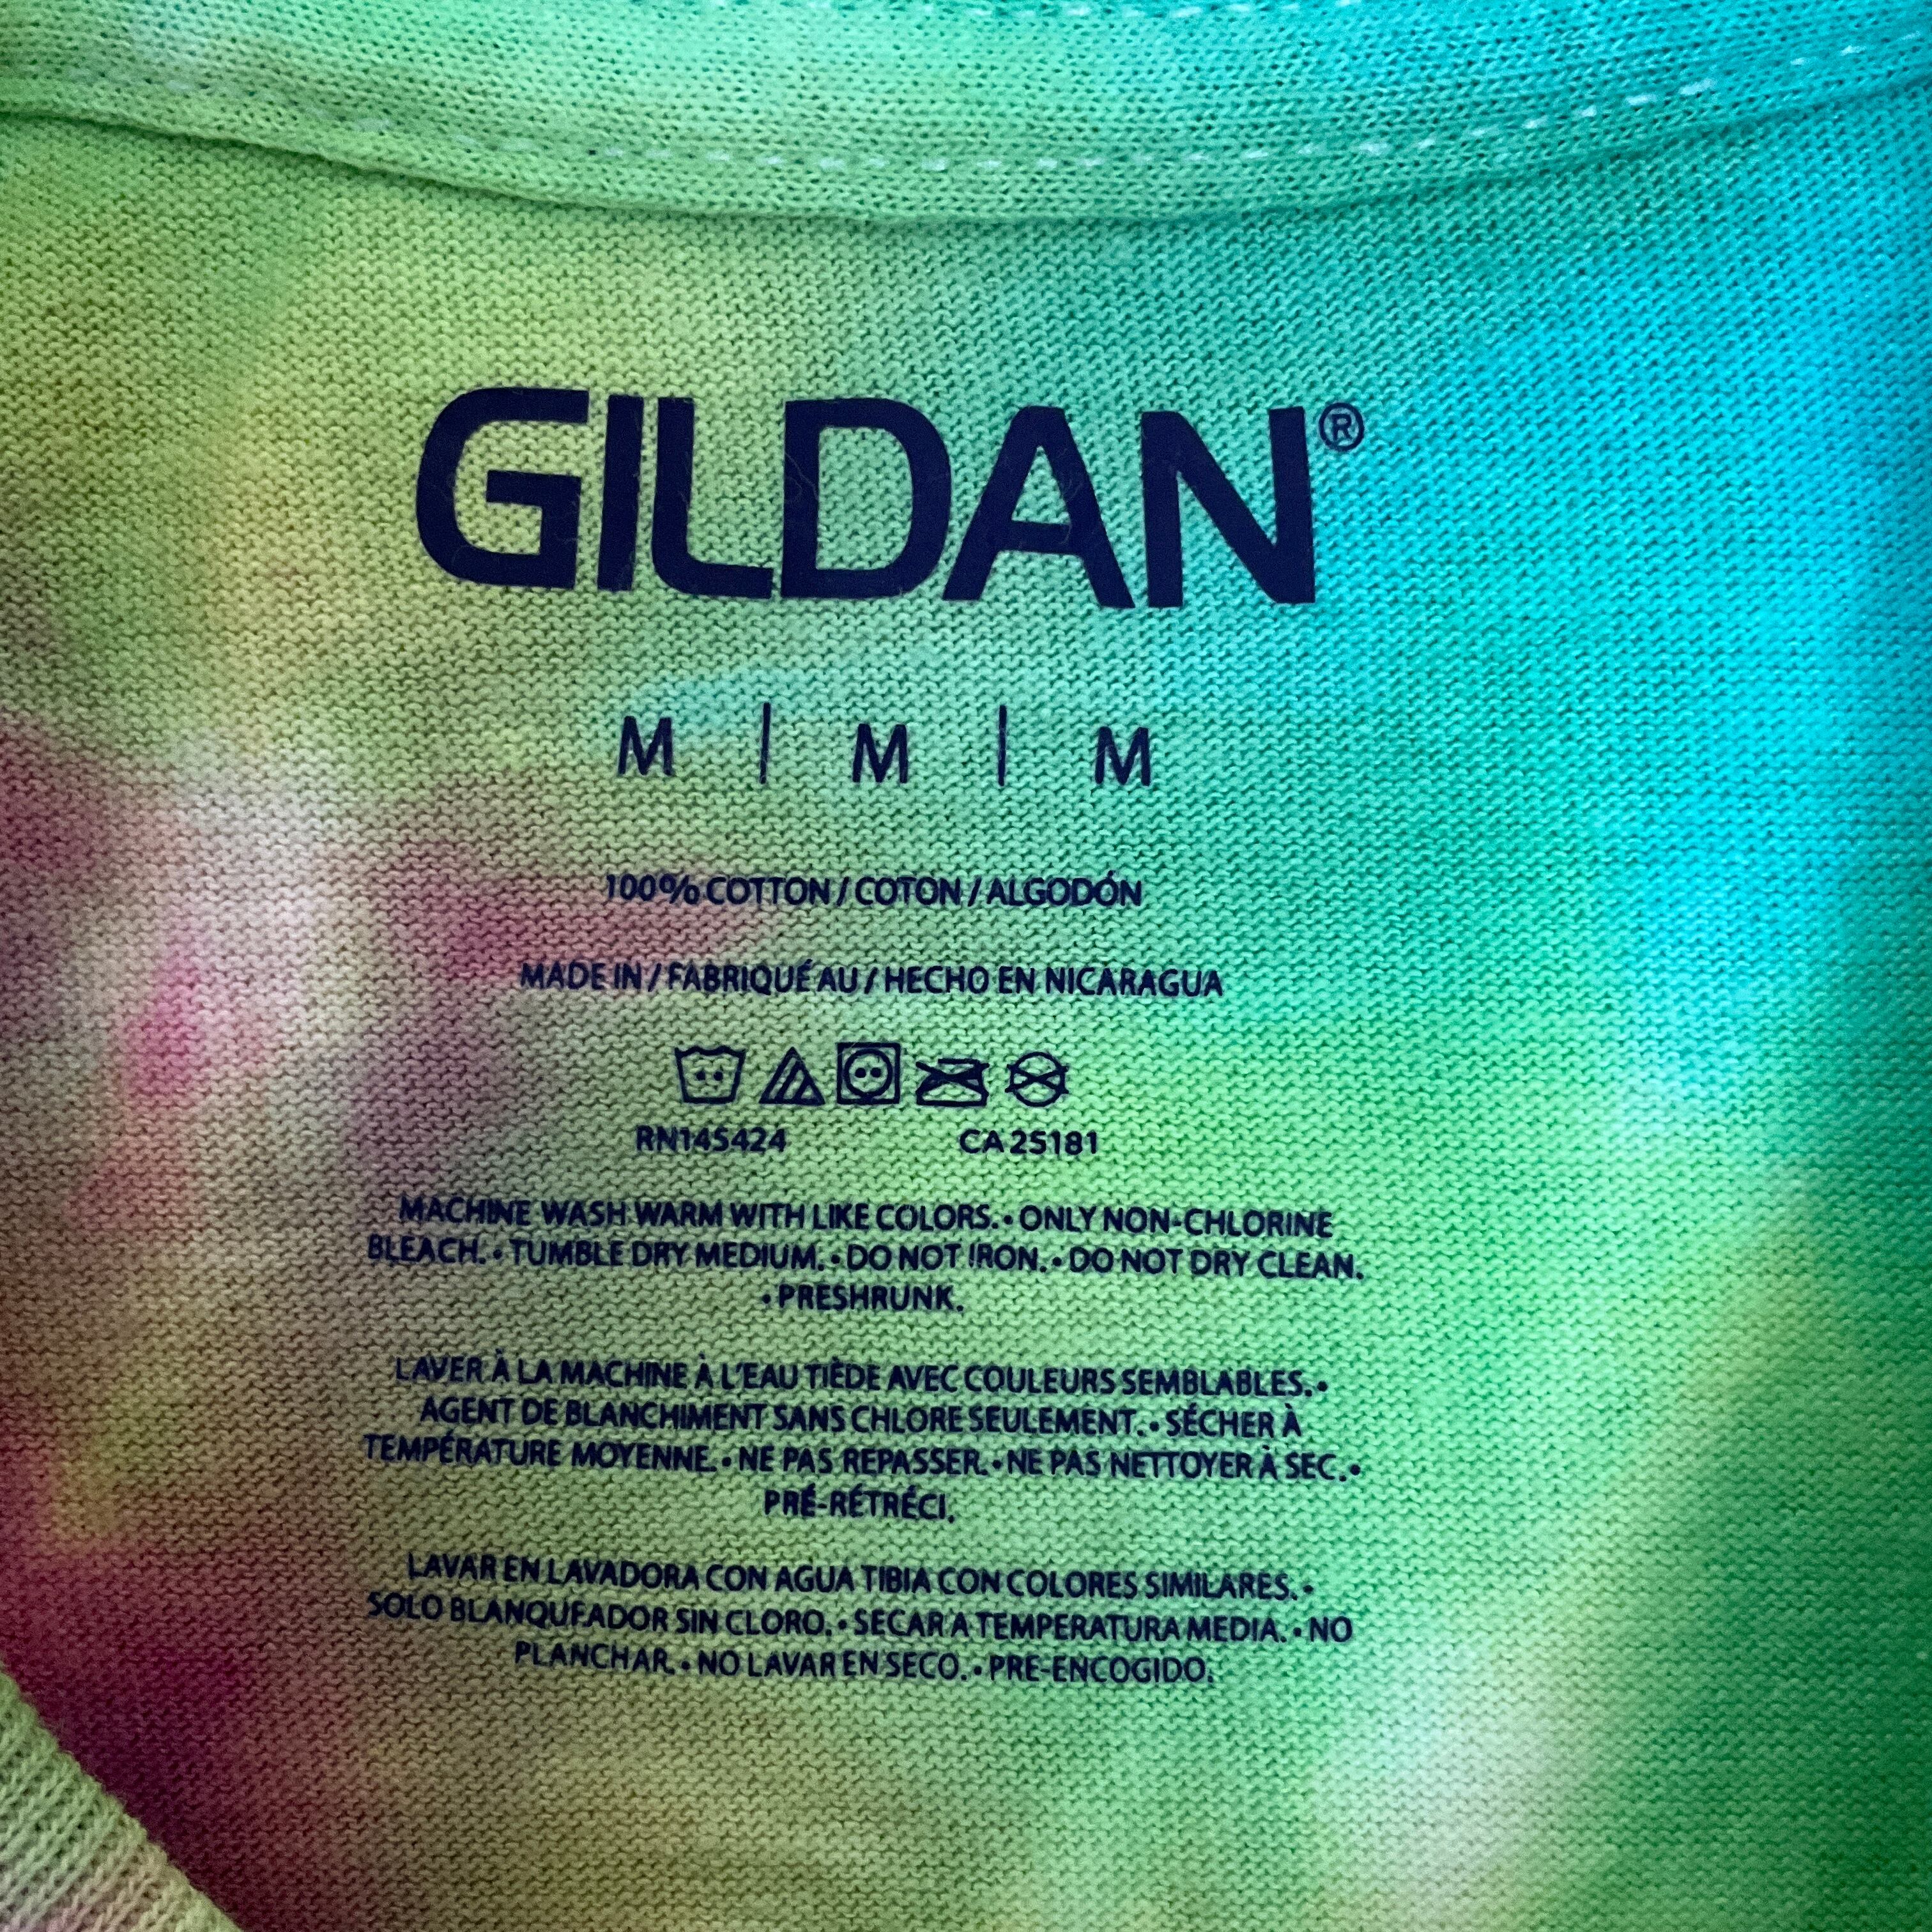 GILDAN®
M | M | M
100% COTTON / COTON / ALGODÓN
MADE IN / FABRIQUÉ AU / HECHO EN NICARAGUA
RN145424 CA 25181
MACHINE WASH WARM WITH LIKE COLORS. • ONLY NON-CHLORINE
BLEACH. • TUMBLE DRY MEDIUM. • DO NOT IRON. • DO NOT DRY CLEAN.
• PRESHRUNK.
LAVER À LA MACHINE À L'EAU TIÈDE AVEC COULEURS SEMBLABLES. •
AGENT DE BLANCHIMENT SANS CHLORE SEULEMENT. • SÉCHER À
TEMPÉRATURE MOYENNE. • NE PAS REPASSER. • NE PAS NETTOYER À SEC. •
PRÉ-RÉTRÉCI.
LAVAR EN LAVADORA CON AGUA TIBIA CON COLORES SIMILARES. •
SOLO BLANQUEADOR SIN CLORO. • SECAR A TEMPERATURA MEDIA. • NO
PLANCHAR. • NO LAVAR EN SECO. • PRE-ENCOGIDO.